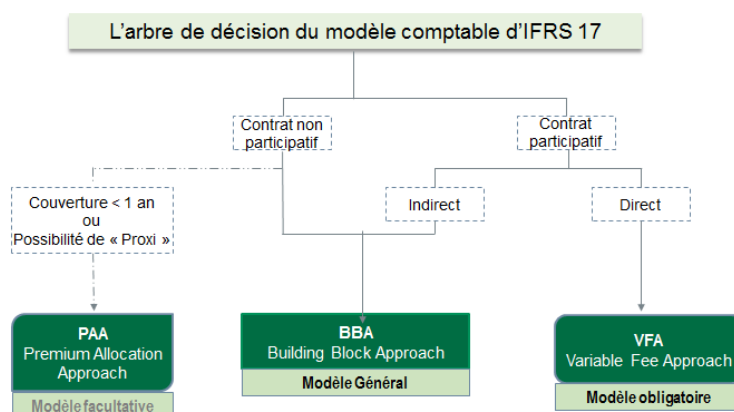 L'arbre de décision du modèle comptable d'IFRS 17
Contrat non
participatif
Contrat
participatif
Couverture < 1 an
ou
Possibilité de « Proxi »
Indirect
Direct
PAA
Premium Allocation
Approach
Modèle facultative
BBA
Building Block Approach
Modèle Général
VFA
Variable Fee Approach
Modèle obligatoire